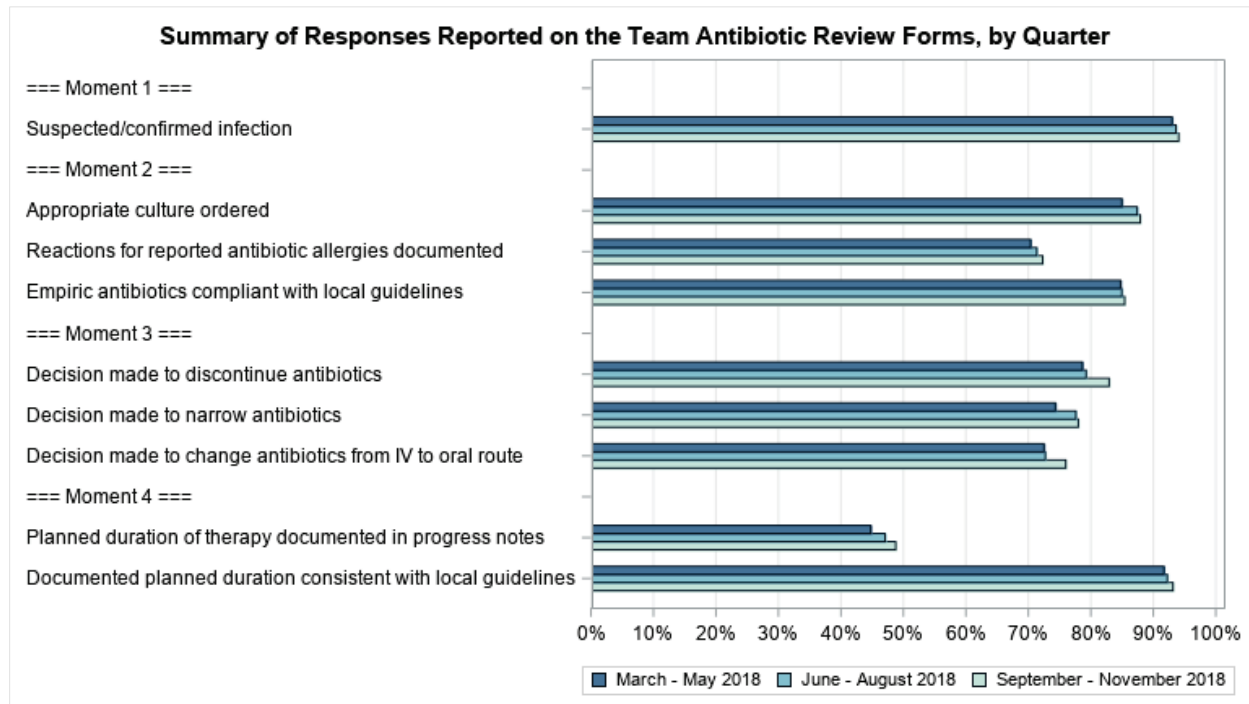 Summary of Responses Reported on the Team Antibiotic Review Forms, by Quarter
=== Moment 1 ===
Suspected/confirmed infection
=== Moment 2 ===
Appropriate culture ordered
Reactions for reported antibiotic allergies documented
Empiric antibiotics compliant with local guidelines
=== Moment 3 ===
Decision made to discontinue antibiotics
Decision made to narrow antibiotics
Decision made to change antibiotics from IV to oral route
=== Moment 4 ===
Planned duration of therapy documented in progress notes
Documented planned duration consistent with local guidelines
0% 10% 20% 30% 40% 50% 60% 70% 80% 90% 100%
March - May 2018 June - August 2018 September - November 2018